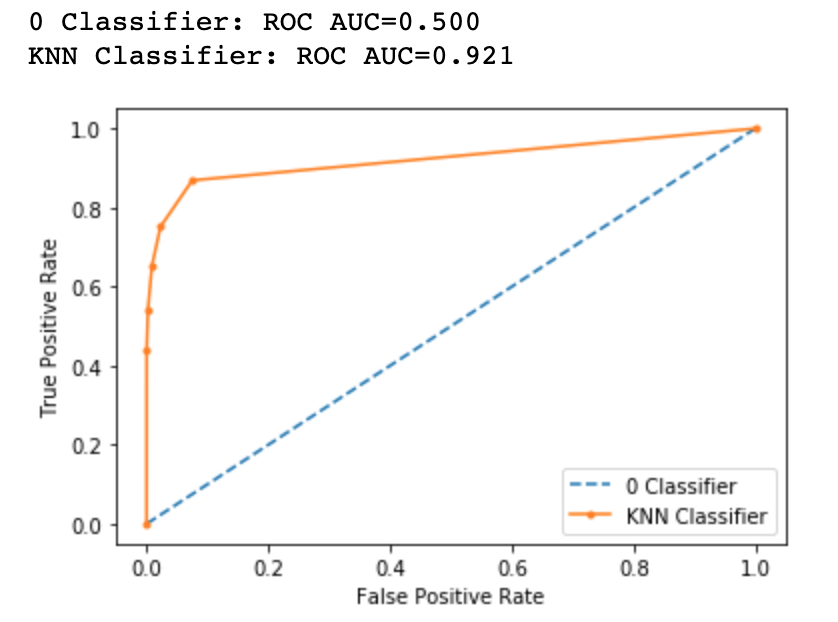 0 Classifier: ROC AUC=0.500
KNN Classifier: ROC AUC=0.921
1.0
0.8
0.6
0.4
0.2
0.0
True Positive Rate
0 Classifier
KNN Classifier
0.0 0.2 0.4 0.6 0.8 1.0
False Positive Rate